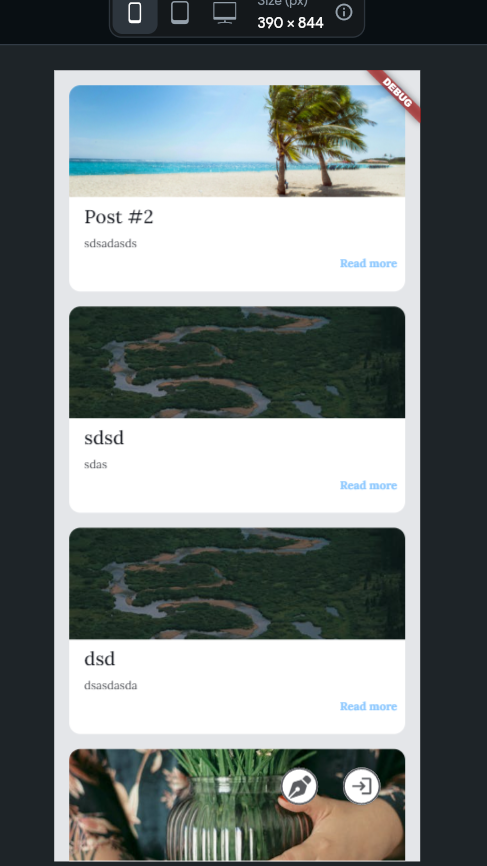 Size (px)
390 × 844
DEBUG
Post #2
sdsadasds
Read more
sdsd
sdas
Read more
dsd
dsasdasda
Read more